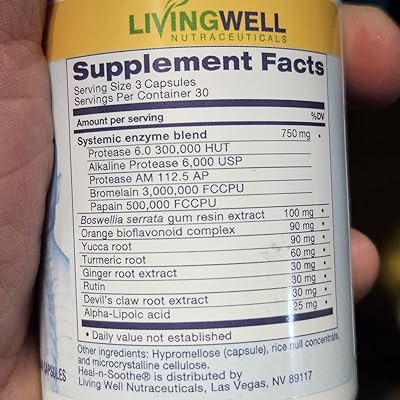 LIVINGWELL
NUTRACEUTICALS
Supplement Facts
Serving Size 3 Capsules
Servings Per Container 30
Amount per serving %DV
Systemic enzyme blend 750 mg •
Protease 6.0 300,000 HUT
Alkaline Protease 6,000 USP
Protease AM 112.5 AP
Bromelain 3,000,000 FCCPU
Papain 500,000 FCCPU
Boswellia serrata gum resin extract 100 mg •
Orange bioflavonoid complex 90 mg •
Yucca root 90 mg •
Turmeric root 60 mg •
Ginger root extract 30 mg •
Rutin 30 mg •
Devil's claw root extract 30 mg •
Alpha-Lipoic acid 25 mg •
• Daily value not established
Other ingredients: Hypromellose (capsule), rice hull concentrate,
and microcrystalline cellulose.
Heal-n-Soothe® is distributed by
Living Well Nutraceuticals, Las Vegas, NV 89117
CAPSULES